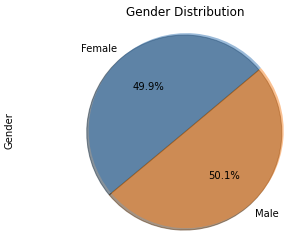 Gender Distribution
Female
49.9%
Gender
50.1%
Male